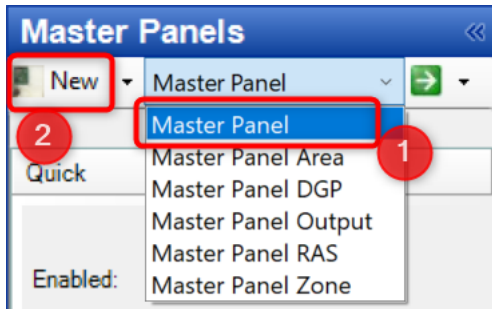 Master Panels
New
Master Panel
Master Panel
2
1
Master Panel Area
Quick
Master Panel DGP
Master Panel Output
Master Panel RAS
Enabled:
Master Panel Zone